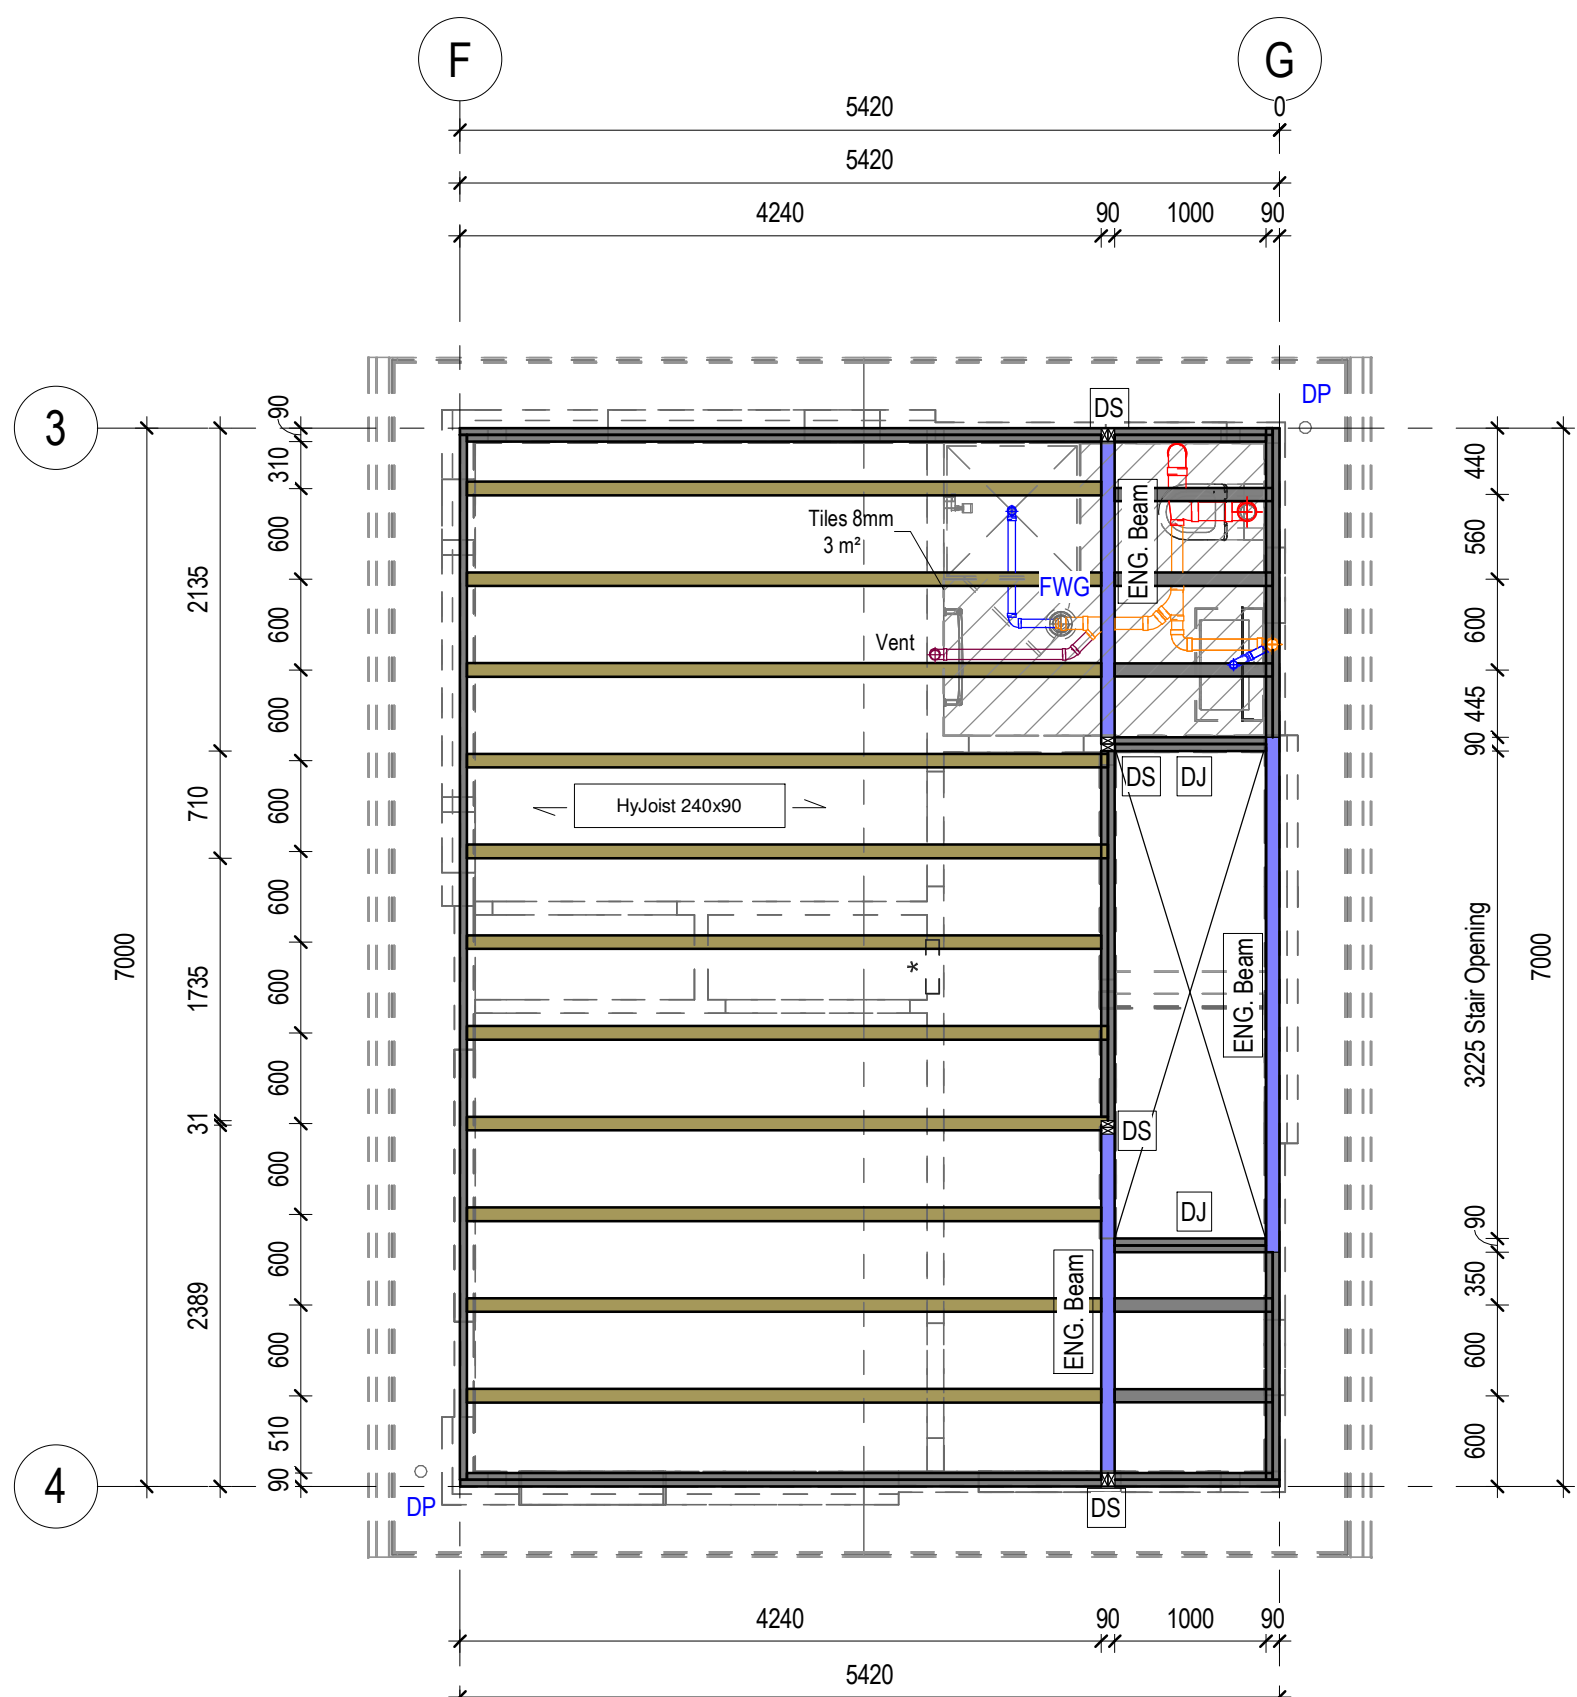 F
G
5420
0
5420
4240
90
1000
90
DP
3
4
DS
90
310
600
600
600
600
600
600
600
600
600
600
510
90
2135
710
1735
31
2389
7000
Tiles 8mm
3 m²
ENG. Beam
FWG
Vent
DS
DJ
HyJoist 240x90
*
ENG. Beam
DS
DJ
ENG. Beam
DS
DP
440
560
600
445
90
3225 Stair Opening
90
350
600
600
7000
4240
90
1000
90
5420